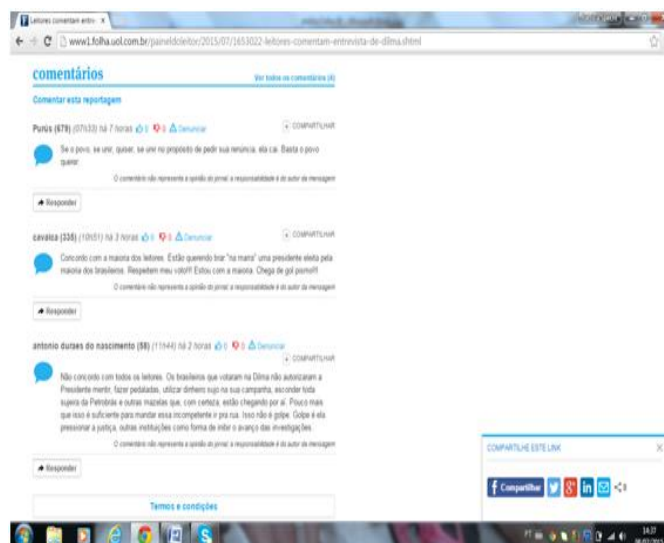 Leitores comentam entre x
www1.folha.uol.com.br/paineldoleitor/2015/07/1653022-leitores-comentam-entrevista-de-dilma.shtml
comentários
Ver todos os comentários (4)
Comentar esta reportagem
Purús (679) (07h33) há 7 horas 0 0 Denunciar
COMPARTILHAR
Se o povo, se unir, quiser, se unir no propósito de pedir sua renúncia, ela cai. Basta o povo
querer.
O comentário não representa a opinião do jornal; a responsabilidade é do autor da mensagem
Responder
cavalca (335) (10h51) há 3 horas 0 0 Denunciar
COMPARTILHAR
Concordo com a maioria dos leitores. Estão querendo tirar "na marra" uma presidente eleita pela
maioria dos brasileiros. Respeitem meu voto!!! Estou com a maioria. Chega de gol
O comentário não representa a opinião do jornal; a responsabilidade é do autor da mensagem
Responder
antonio duraes do nascimento (58) (11h44) há 2 horas 0 0 Denunciar
COMPARTILHAR
Não concordo com todos os leitores. Os brasileiros que votaram na Dilma não autorizaram a
Presidente mentir, fazer pedaladas, utilizar dinheiro sujo na sua campanha, esconder toda
sujeira da Petrobrás e outras mazelas que, com certeza, estão chegando por aí. Pouco mais
que isso é suficiente para mandar essa incompetente ir pra rua. Isso não é golpe. Golpe é ela
pressionar a justiça, outras instituições como forma de inibir o avanço das investigações.
O comentário não representa a opinião do jornal; a responsabilidade é do autor da mensagem
Responder
Termos e condições
COMPARTILHE ESTE LINK
Compartilhar
PT
14:37